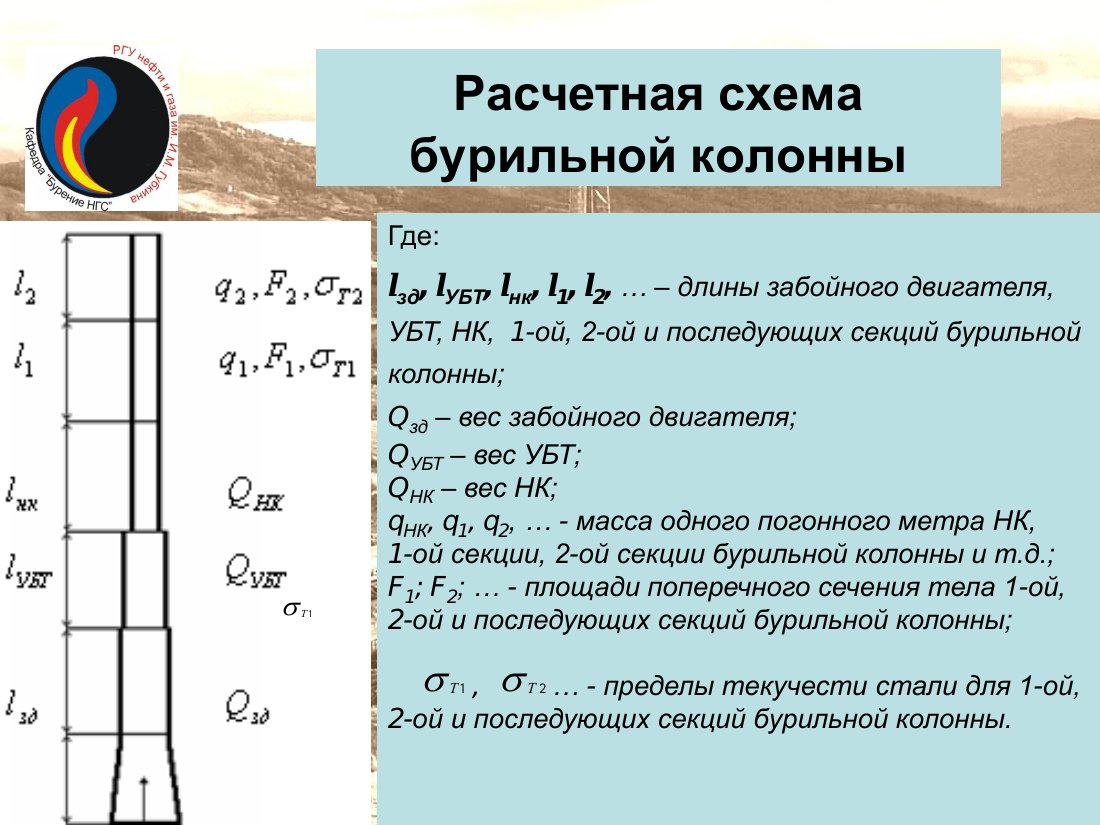 РГУ нефти и газа им. И.М. Губкина
Кафедра "Бурение НГС"
Расчетная схема
бурильной колонны
l2 q2, F2, σT2
l1 q1, F1, σT1
lнк QНК
lУБТ QУБТ
σT1
lзд Qзд
Где:
lзд, lУБТ, lнк, l1, l2, … – длины забойного двигателя,
УБТ, НК, 1-ой, 2-ой и последующих секций бурильной
колонны;
Qзд – вес забойного двигателя;
QУБТ – вес УБТ;
QНК – вес НК;
qНК, q1, q2, … - масса одного погонного метра НК,
1-ой секции, 2-ой секции бурильной колонны и т.д.;
F1; F2; … - площади поперечного сечения тела 1-ой,
2-ой и последующих секций бурильной колонны;
σT1, σT2 … - пределы текучести стали для 1-ой,
2-ой и последующих секций бурильной колонны.